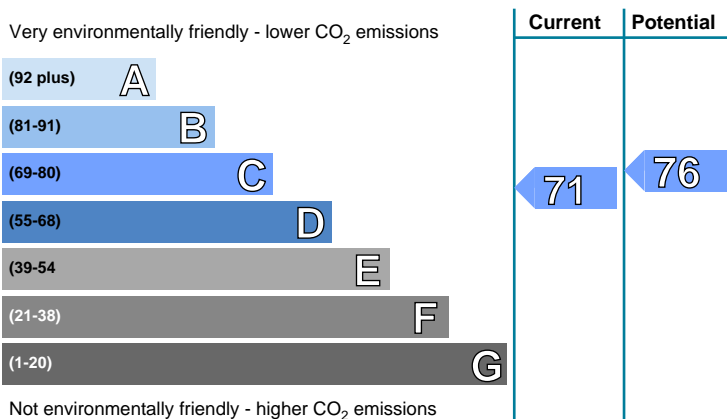 Current Potential
Very environmentally friendly - lower CO2 emissions
(92 plus) A
(81-91) B
(69-80) C
(55-68) D
(39-54 E
(21-38) F
(1-20) G
71
76
Not environmentally friendly - higher CO2 emissions